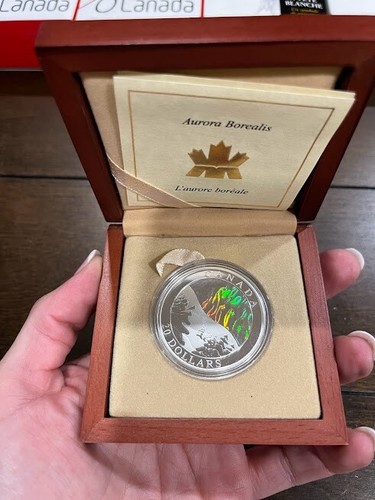 Canada
Canada
BLANCHE
Aurora Borealis
L'aurore boréale
CANADA
20 DOLLARS